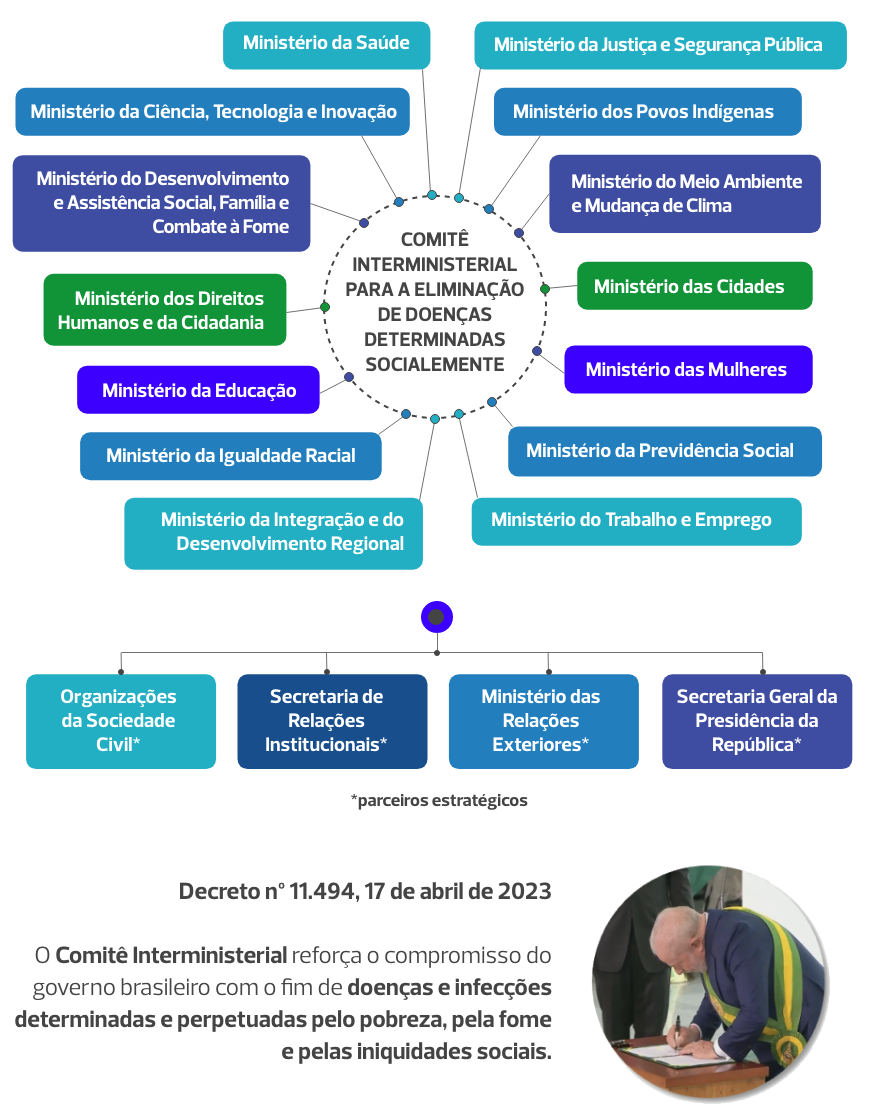 Ministério da Saúde
Ministério da Justiça e Segurança Pública
Ministério da Ciência, Tecnologia e Inovação
Ministério dos Povos Indígenas
Ministério do Desenvolvimento
e Assistência Social, Família e
Combate à Fome
Ministério do Meio Ambiente
e Mudança de Clima
COMITÊ
INTERMINISTERIAL
PARA A ELIMINAÇÃO
DE DOENÇAS
DETERMINADAS
SOCIALEMENTE
Ministério dos Direitos
Humanos e da Cidadania
Ministério das Cidades
Ministério da Educação
Ministério das Mulheres
Ministério da Igualdade Racial
Ministério da Previdência Social
Ministério da Integração e do
Desenvolvimento Regional
Ministério do Trabalho e Emprego
Organizações
da Sociedade
Civil*
Secretaria de
Relações
Institucionais*
Ministério das
Relações
Exteriores*
Secretaria Geral da
Presidência da
República*
*parceiros estratégicos
Decreto n° 11.494, 17 de abril de 2023
O Comitê Interministerial reforça o compromisso do
governo brasileiro com o fim de doenças e infecções
determinadas e perpetuadas pelo pobreza, pela fome
e pelas iniquidades sociais.